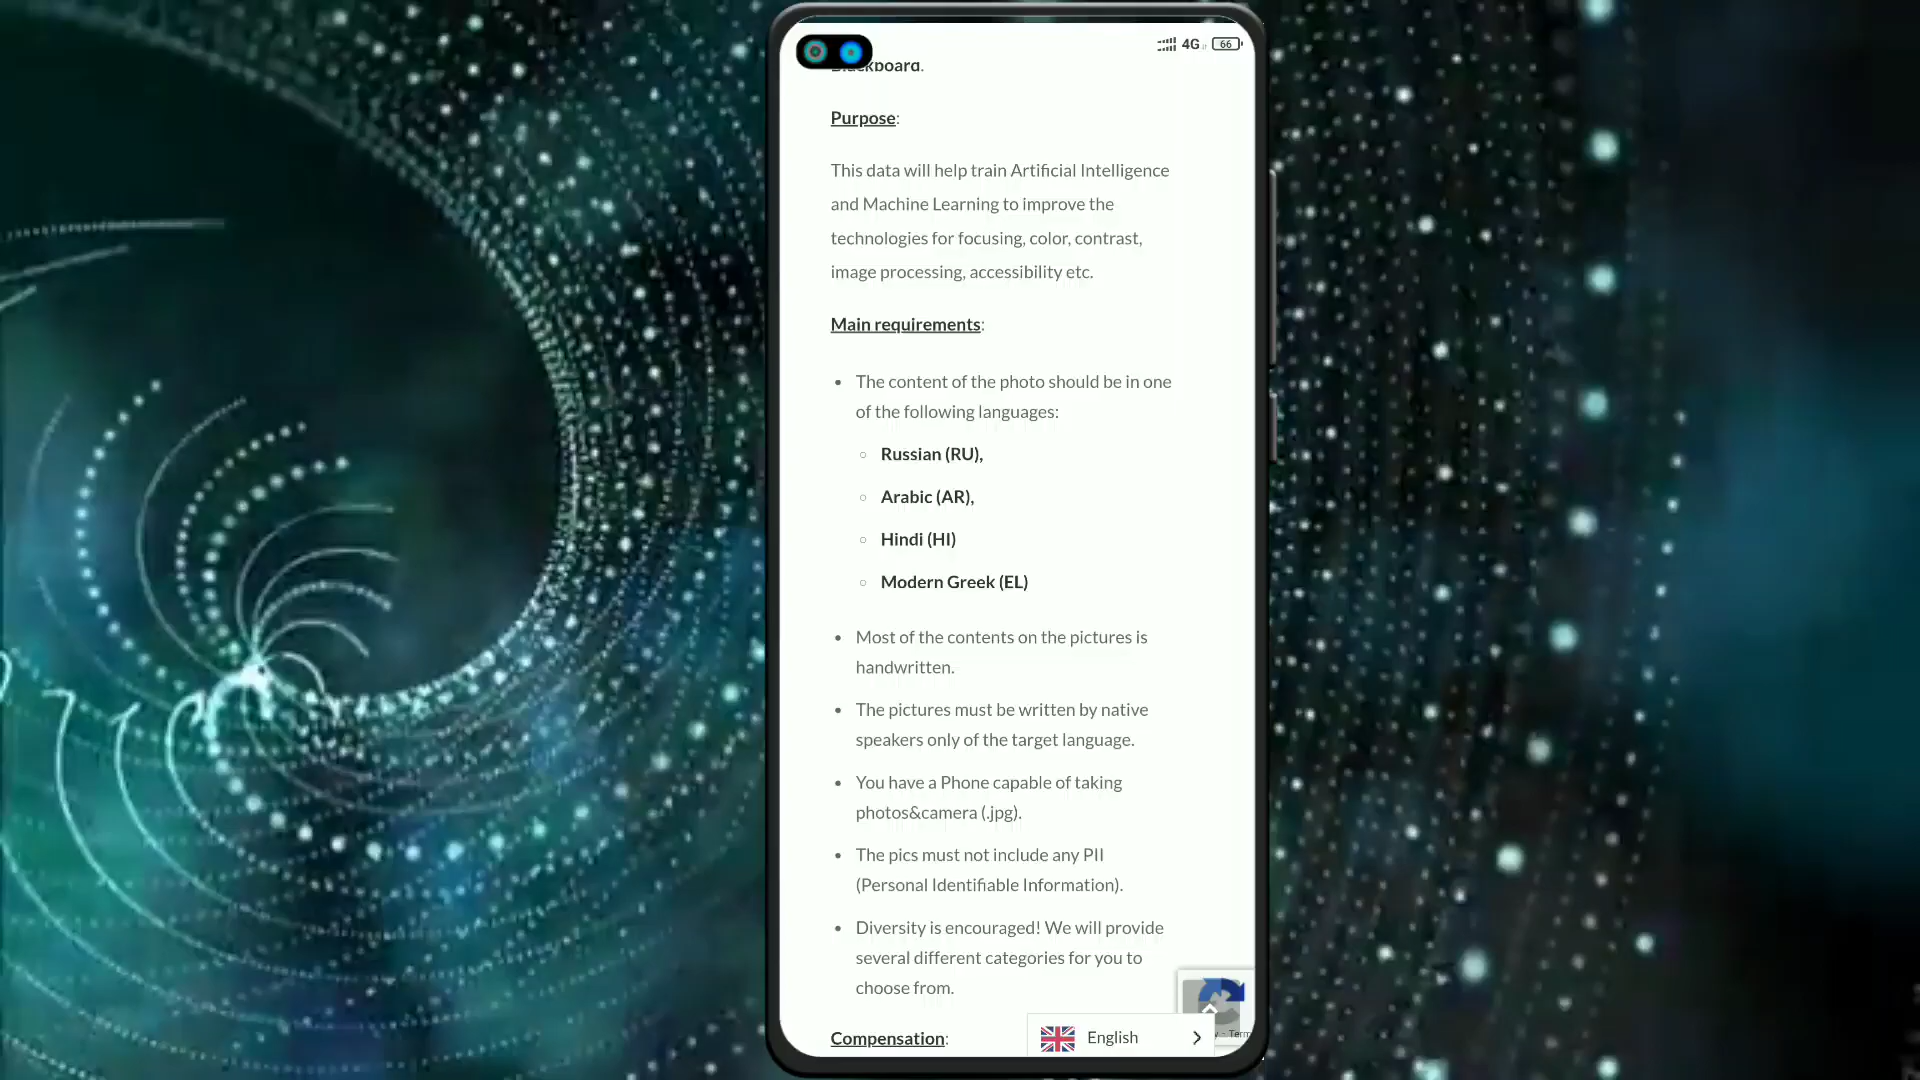 4G
66
Blackboard.
Purpose:
This data will help train Artificial Intelligence
and Machine Learning to improve the
technologies for focusing, color, contrast,
image processing, accessibility etc.
Main requirements:
• The content of the photo should be in one
of the following languages:
○ Russian (RU),
○ Arabic (AR),
○ Hindi (HI)
○ Modern Greek (EL)
• Most of the contents on the pictures is
handwritten.
• The pictures must be written by native
speakers only of the target language.
• You have a Phone capable of taking
photos&camera (.jpg).
• The pics must not include any PII
(Personal Identifiable Information).
• Diversity is encouraged! We will provide
several different categories for you to
choose from.
Compensation:
English